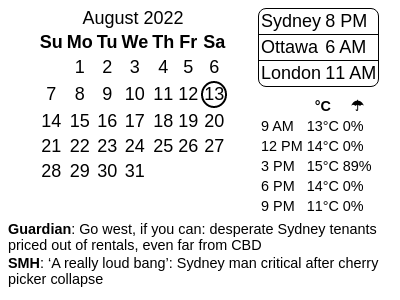 August 2022
Su Mo Tu We Th Fr Sa
1 2 3 4 5 6
7 8 9 10 11 12 13
14 15 16 17 18 19 20
21 22 23 24 25 26 27
28 29 30 31
Sydney 8 PM
Ottawa 6 AM
London 11 AM
°C ☂
9 AM 13°C 0%
12 PM 14°C 0%
3 PM 15°C 89%
6 PM 14°C 0%
9 PM 11°C 0%
Guardian: Go west, if you can: desperate Sydney tenants
priced out of rentals, even far from CBD
SMH: ‘A really loud bang’: Sydney man critical after cherry
picker collapse